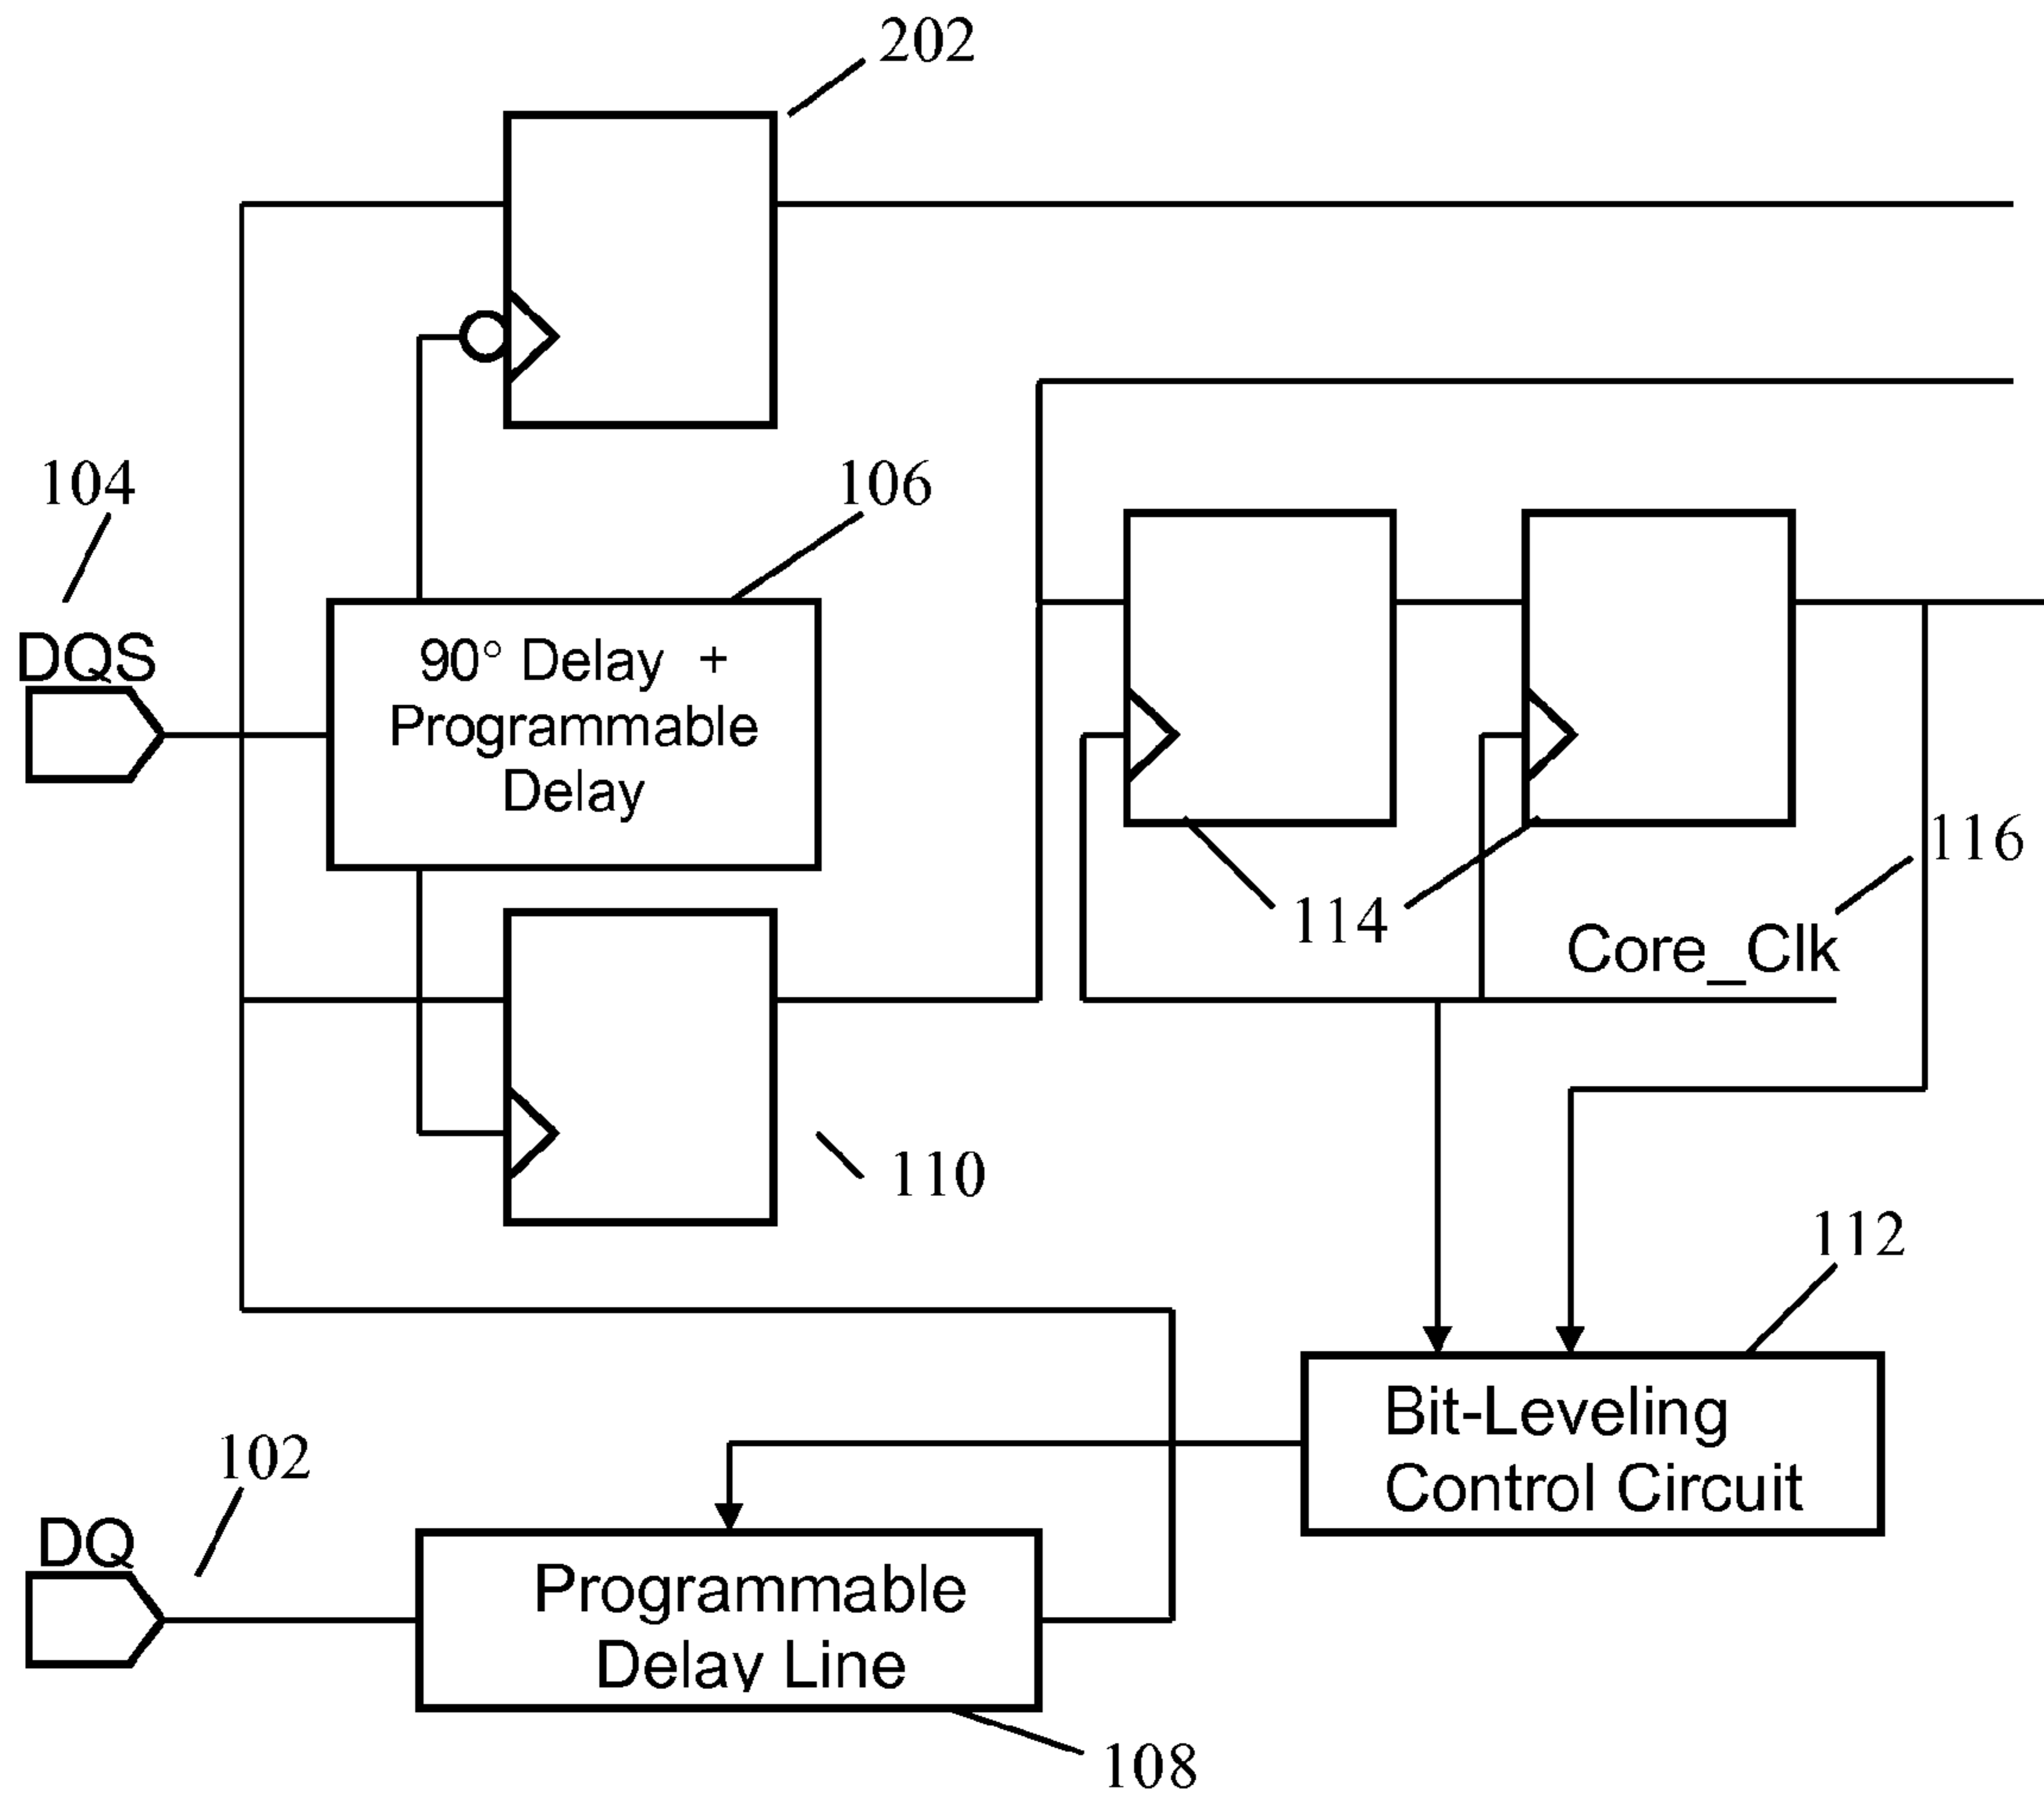 202
104
106
DQS
90° Delay +
Programmable
Delay
116
114
Core_Clk
110
112
102
Bit-Leveling
Control Circuit
DQ
Programmable
Delay Line
108